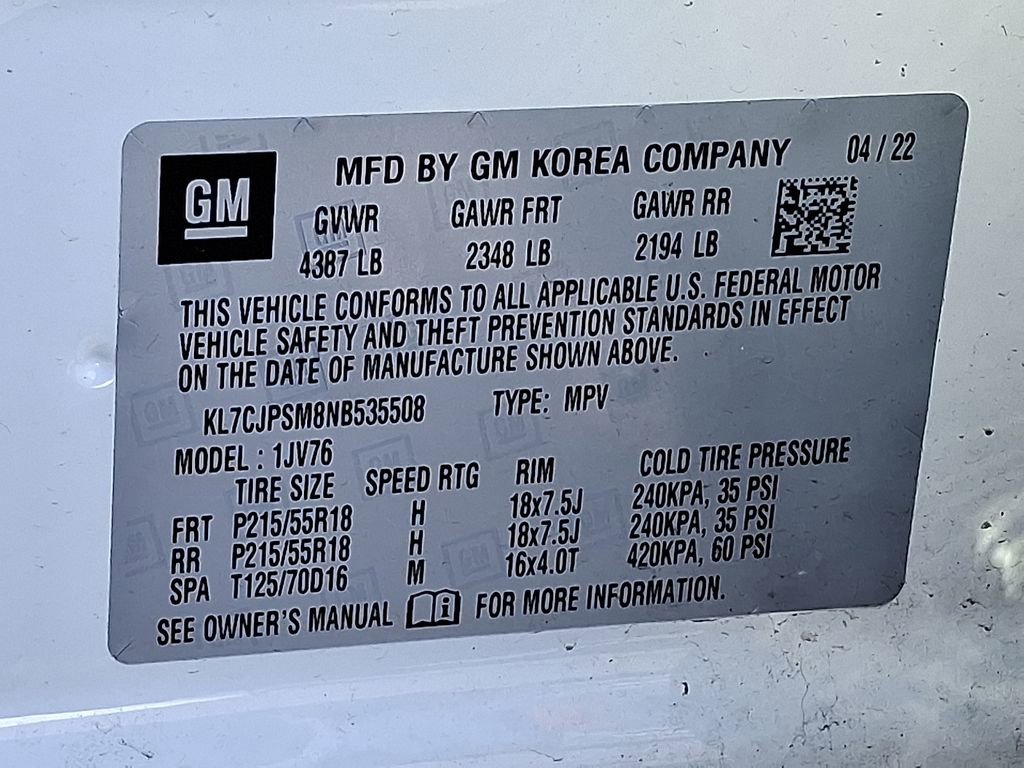 GM
MFD BY GM KOREA COMPANY 04 / 22
GVWR GAWR FRT GAWR RR
4387 LB 2348 LB 2194 LB
THIS VEHICLE CONFORMS TO ALL APPLICABLE U.S. FEDERAL MOTOR
VEHICLE SAFETY AND THEFT PREVENTION STANDARDS IN EFFECT
ON THE DATE OF MANUFACTURE SHOWN ABOVE.
KL7CJPSM8NB535508 TYPE: MPV
MODEL : 1JV76
TIRE SIZE SPEED RTG RIM COLD TIRE PRESSURE
FRT P215/55R18 H 18x7.5J 240KPA, 35 PSI
RR P215/55R18 H 18x7.5J 240KPA, 35 PSI
SPA T125/70D16 M 16x4.0T 420KPA, 60 PSI
SEE OWNER'S MANUAL FOR MORE INFORMATION.